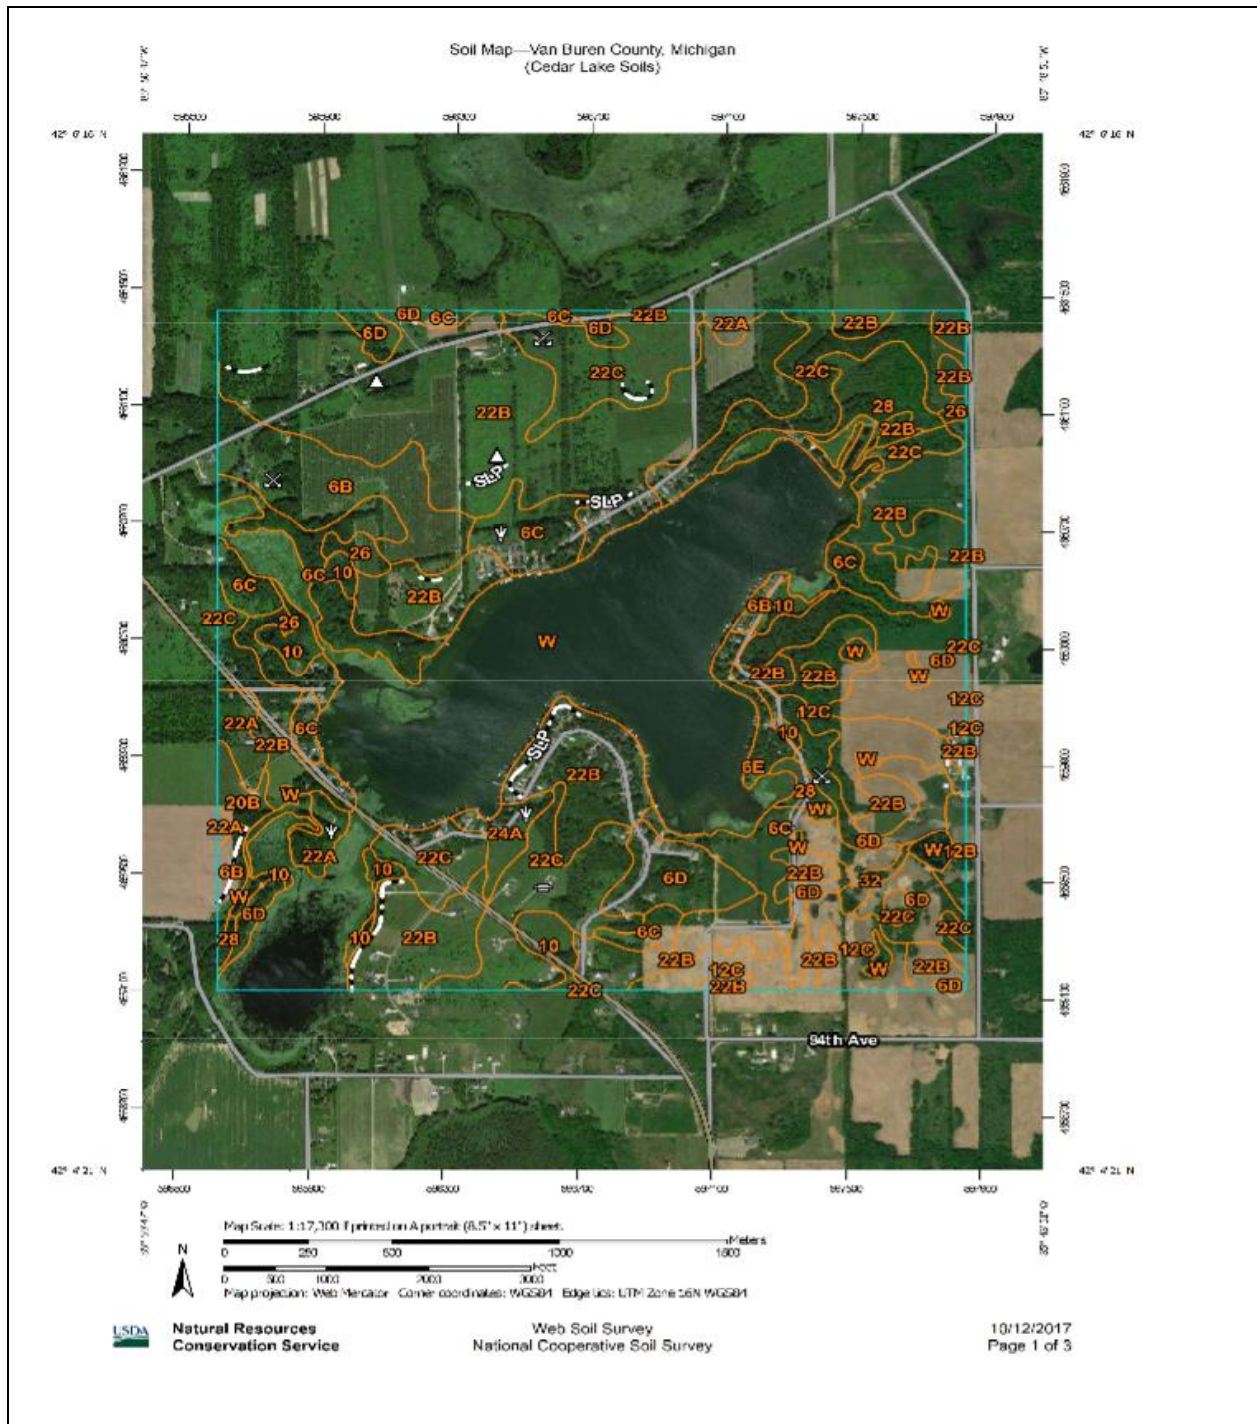 Soil Map—Van Buren County, Michigan
(Cedar Lake Soils)
6D
6C
6C
22B
22A
22B
22B
6D
6D
22C
22C
22B
22B
28
26
22B
22C
SLP
6B
SLP
22B
6C
26
22B
6C
10
6C
6C
22B
6B
10
W
22C
26
W
10
W
22C
6D
22B
22B
W
12C
22A
6C
12C
12C
22B
10
SLP
22B
W
22B
6E
W
28
20B
W
22B
22A
24A
6C
6D
W
W
12B
22A
22C
22C
6B
10
10
6D
22B
32
W
6D
6D
6D
22C
28
10
22B
10
6C
22C
22B
12C
22B
12C
W
22B
22C
22B
6D
94th Ave
Map Scale: 1:17,300 if printed on A portrait (8.5" x 11") sheet.
N
Meters
0 250 500 1000 1500
Feet
0 500 1000 2000 3000
Map projection: Web Mercator Corner coordinates: WGS84 Edge tics: UTM Zone 16N WGS84
USDA
Natural Resources
Conservation Service
Web Soil Survey
National Cooperative Soil Survey
10/12/2017
Page 1 of 3